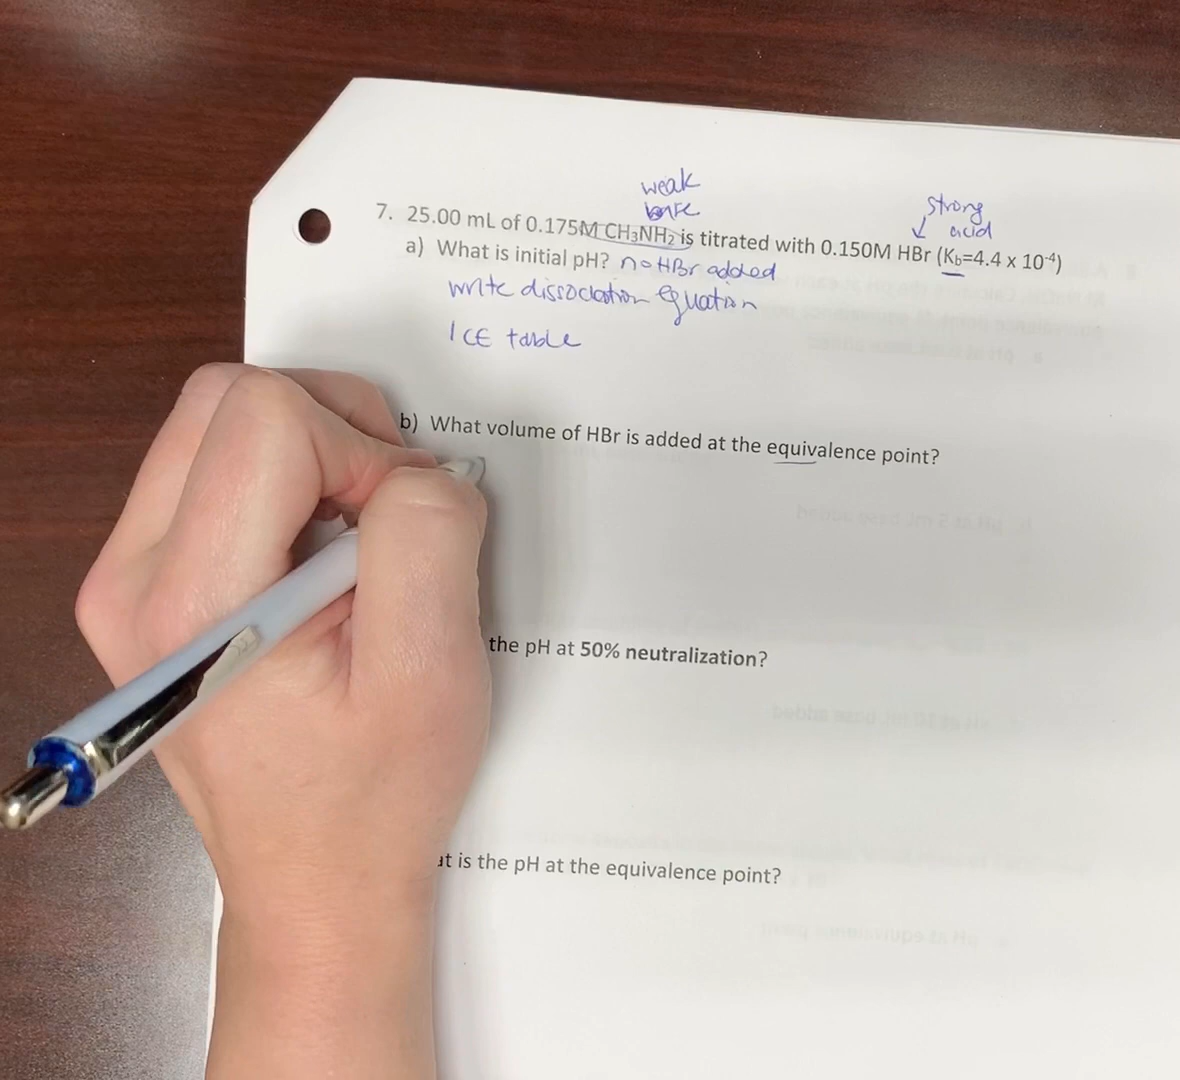 weak
base
strong
↓ acid
7. 25.00 mL of 0.175M CH₃NH₂ is titrated with 0.150M HBr (K_b=4.4 x 10⁻⁴)
a) What is initial pH? no HBr added
write dissociation equation
ICE table
b) What volume of HBr is added at the equivalence point?
the pH at 50% neutralization?
at is the pH at the equivalence point?